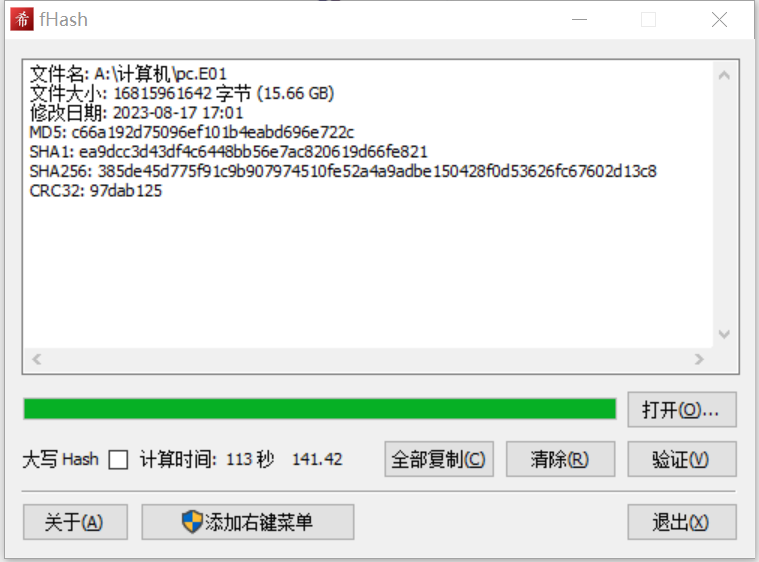 希 fHash
文件名: A:\计算机\pc.E01
文件大小: 16815961642 字节 (15.66 GB)
修改日期: 2023-08-17 17:01
MD5: c66a192d75096ef101b4eabd696e722c
SHA1: ea9dcc3d43df4c6448bb56e7ac820619d66fe821
SHA256: 385de45d775f91c9b907974510fe52a4a9adbe150428f0d53626fc67602d13c8
CRC32: 97dab125
打开(O)...
大写 Hash 计算时间: 113 秒 141.42 全部复制(C) 清除(R) 验证(V)
关于(A) 添加右键菜单 退出(X)